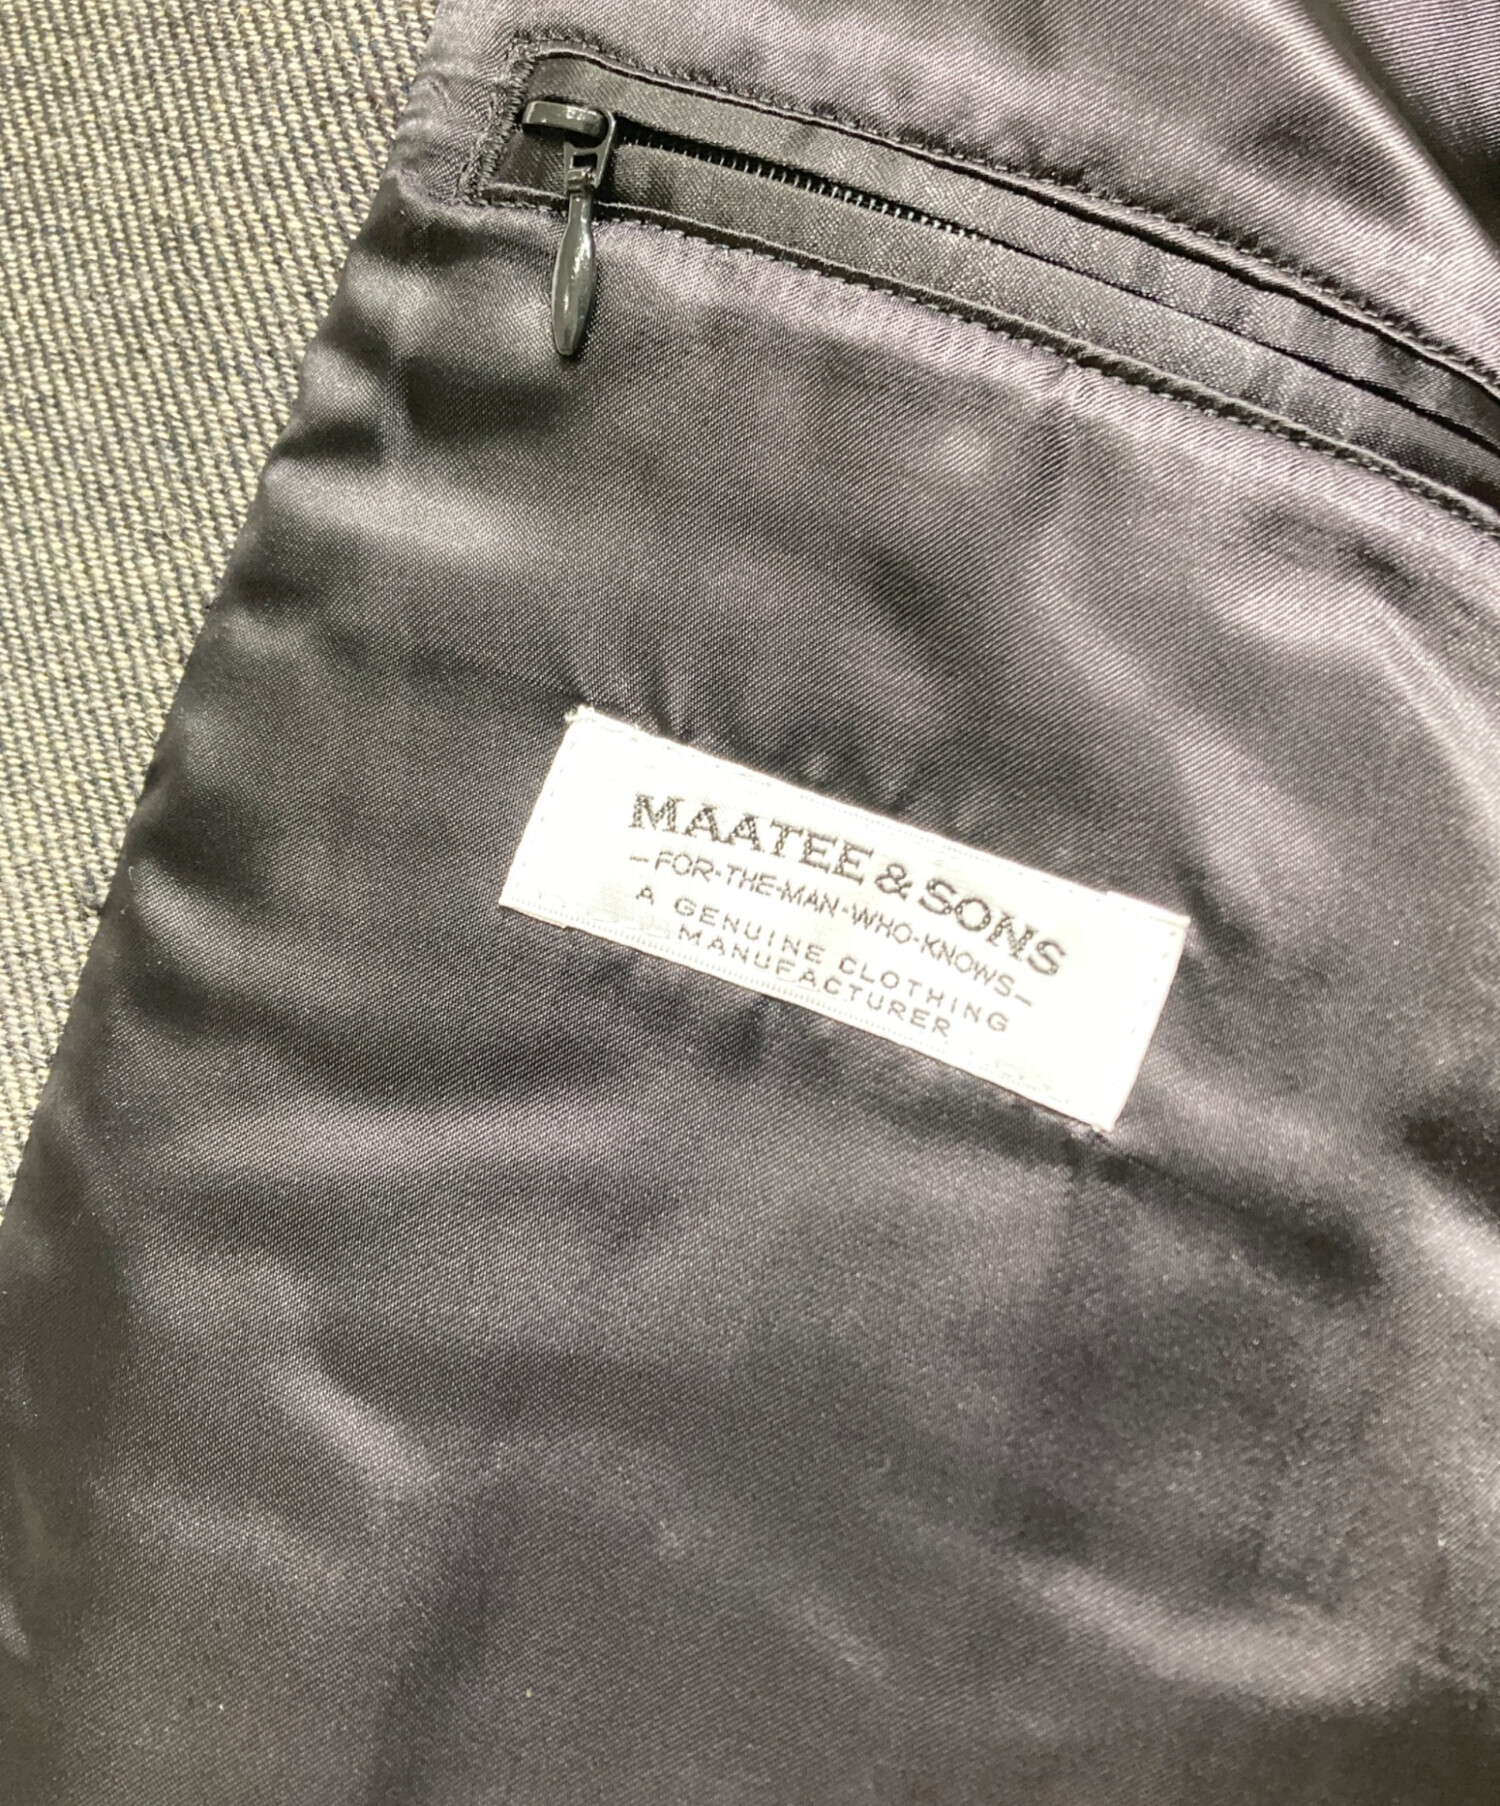 MAATEE & SONS
-FOR-THE-MAN-WHO-KNOWS-
A GENUINE CLOTHING
MANUFACTURER